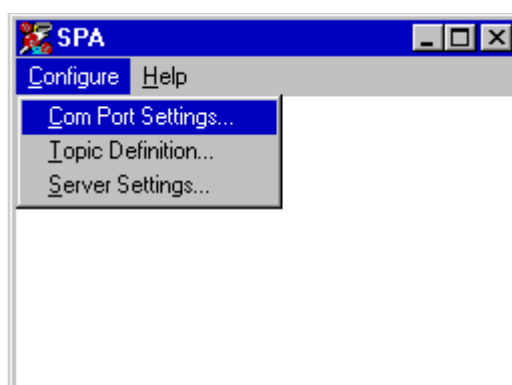 SPA
Configure Help
Com Port Settings...
Topic Definition...
Server Settings...